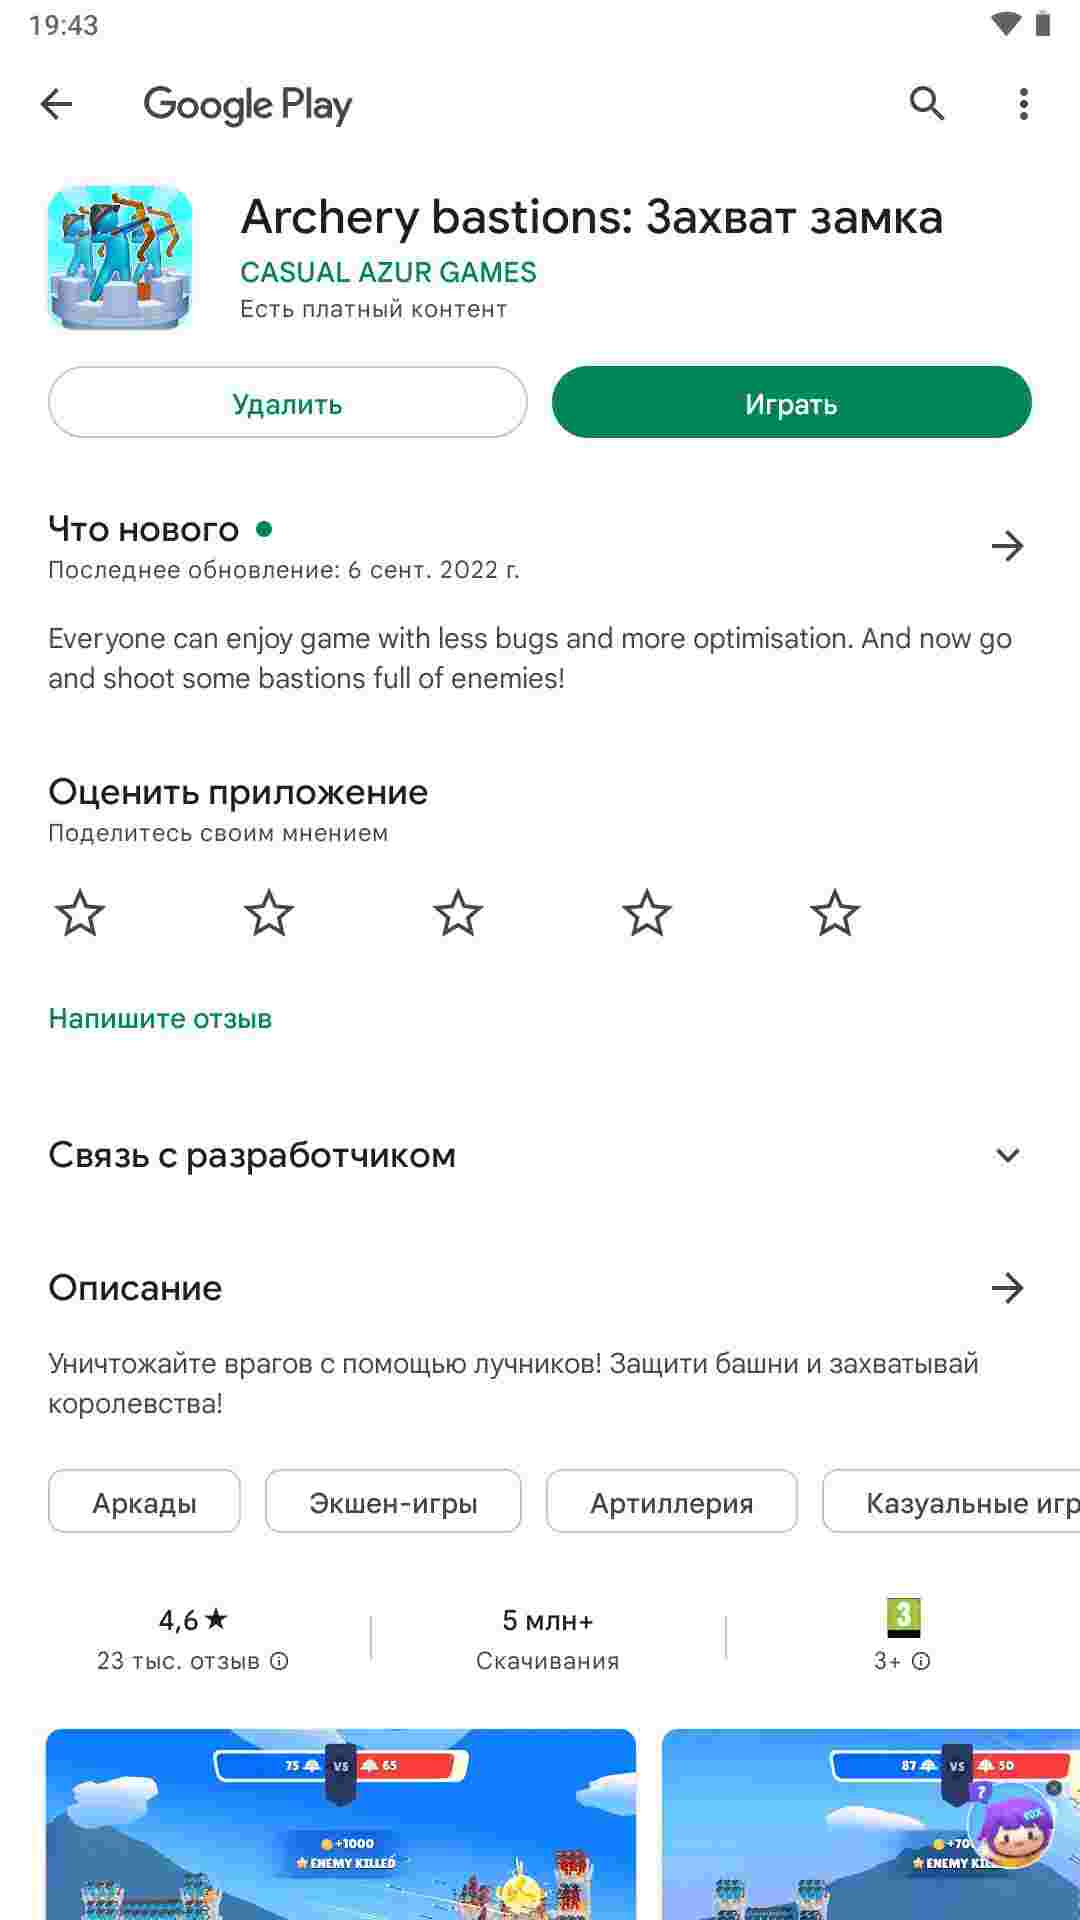 19:43
Google Play
Archery bastions: Захват замка
CASUAL AZUR GAMES
Есть платный контент
Удалить
Играть
Что нового
Последнее обновление: 6 сент. 2022 г.
Everyone can enjoy game with less bugs and more optimisation. And now go
and shoot some bastions full of enemies!
Оценить приложение
Поделитесь своим мнением
Напишите отзыв
Связь с разработчиком
Описание
Уничтожайте врагов с помощью лучников! Защити башни и захватывай
королевства!
Аркады
Экшен-игры
Артиллерия
Казуальные игр
4,6 ★
23 тыс. отзыв
5 млн+
Скачивания
3
3+
75 VS 65
+1000
ENEMY KILLED
87 VS 50
?
+70
ENEMY KIL